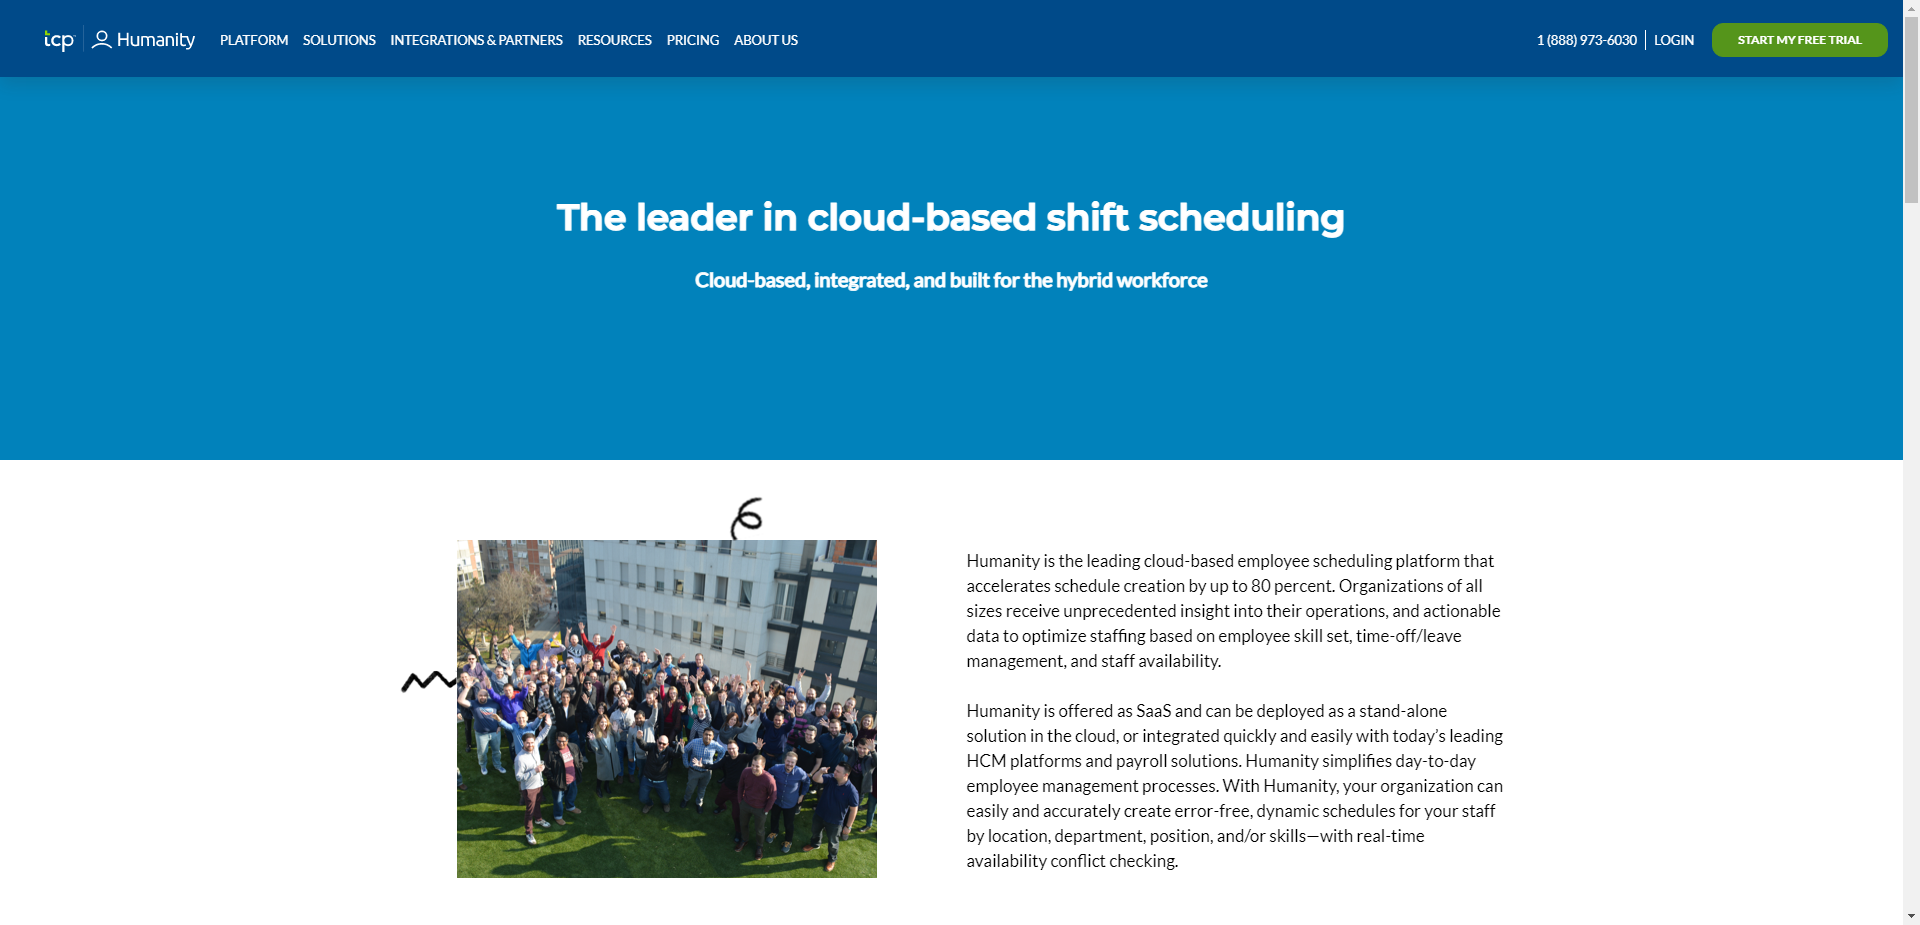 tcp Humanity PLATFORM SOLUTIONS INTEGRATIONS & PARTNERS RESOURCES PRICING ABOUT US 1 (888) 973-6030 LOGIN START MY FREE TRIAL
The leader in cloud-based shift scheduling
Cloud-based, integrated, and built for the hybrid workforce
Humanity is the leading cloud-based employee scheduling platform that
accelerates schedule creation by up to 80 percent. Organizations of all
sizes receive unprecedented insight into their operations, and actionable
data to optimize staffing based on employee skill set, time-off/leave
management, and staff availability.
Humanity is offered as SaaS and can be deployed as a stand-alone
solution in the cloud, or integrated quickly and easily with today’s leading
HCM platforms and payroll solutions. Humanity simplifies day-to-day
employee management processes. With Humanity, your organization can
easily and accurately create error-free, dynamic schedules for your staff
by location, department, position, and/or skills—with real-time
availability conflict checking.